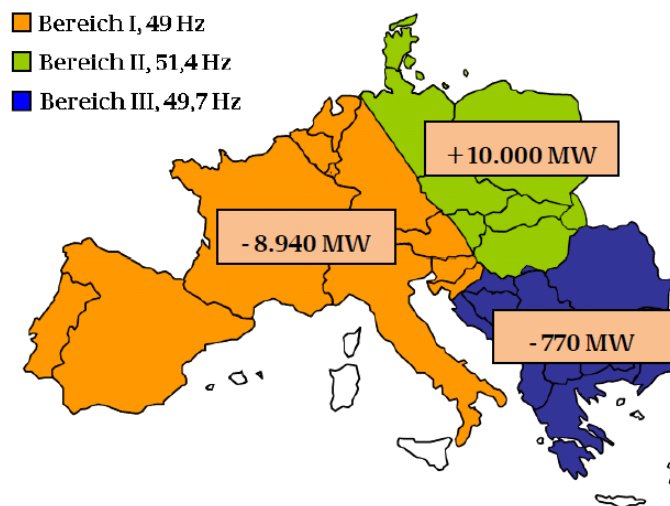 Bereich I, 49 Hz
Bereich II, 51,4 Hz
Bereich III, 49,7 Hz
+10.000 MW
- 8.940 MW
- 770 MW